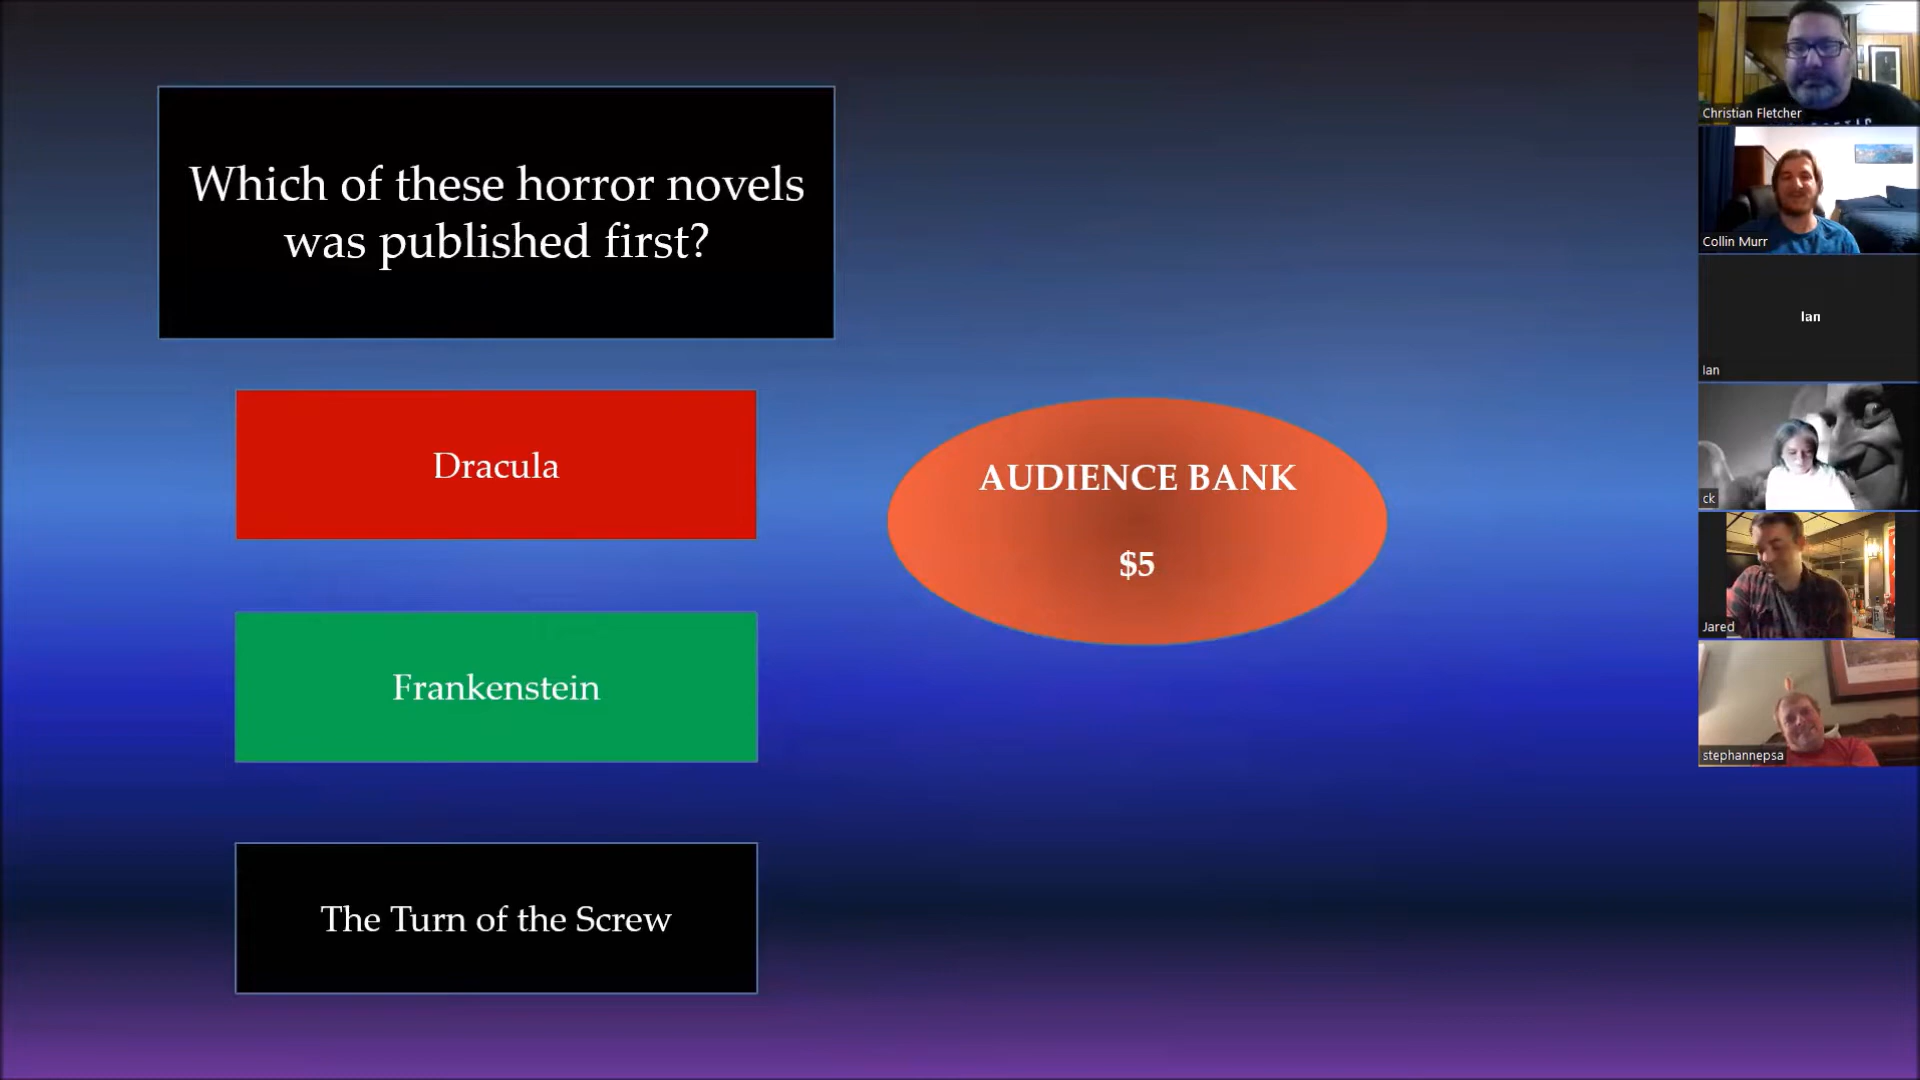 Which of these horror novels
was published first?
Dracula
Frankenstein
The Turn of the Screw
AUDIENCE BANK
$5
Christian Fletcher
Collin Murr
Ian
Ian
ck
Jared
stephannepsa